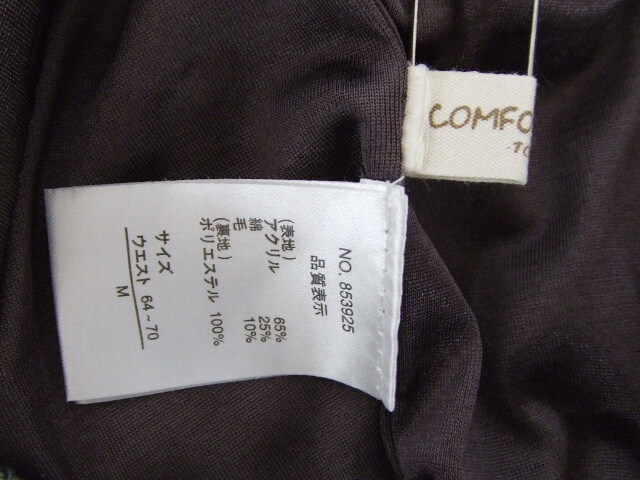 COMFO
-TO
NO. 853925
品質表示
(表地)
アクリル 65%
綿 25%
毛 10%
(裏地)
ポリエステル 100%
サイズ
ウエスト 64-70
M